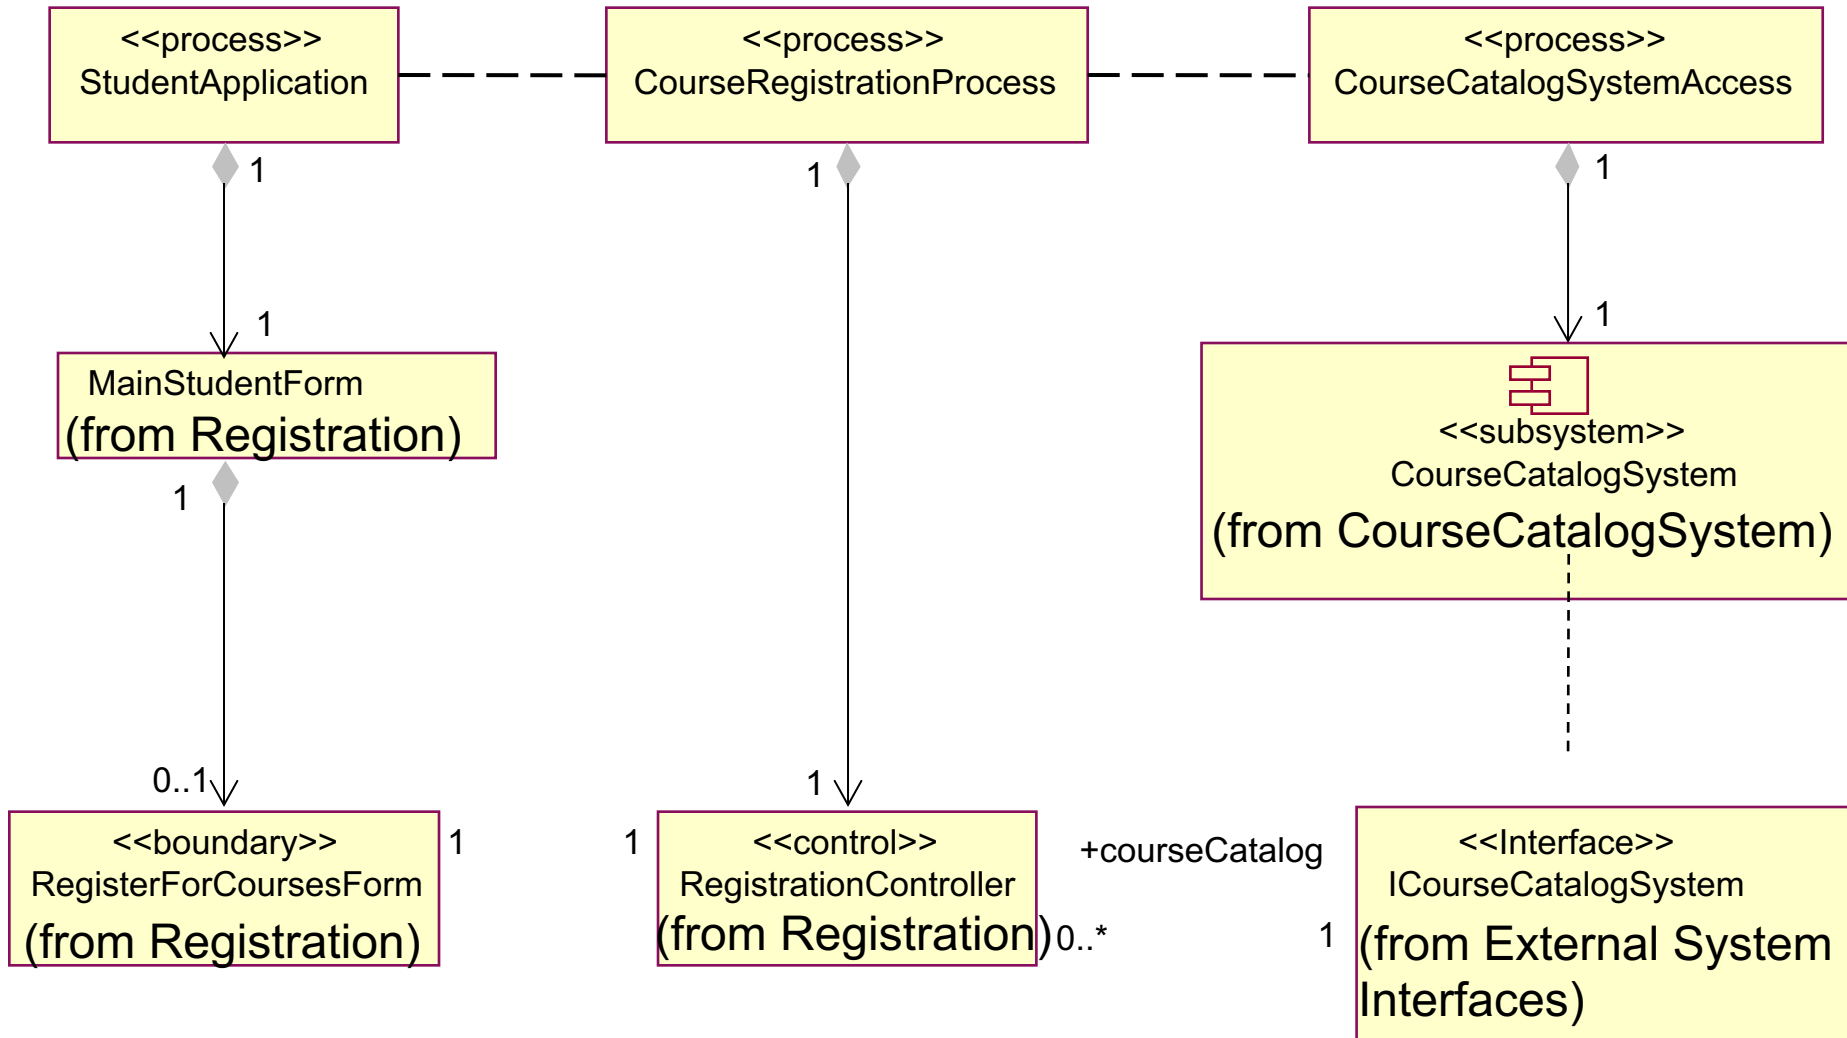 <<process>>
StudentApplication
<<process>>
CourseRegistrationProcess
<<process>>
CourseCatalogSystemAccess
1
1
1
1
1
MainStudentForm
(from Registration)
<<subsystem>>
CourseCatalogSystem
(from CourseCatalogSystem)
1
0..1
1
<<boundary>>
RegisterForCoursesForm
(from Registration)
1
1
<<control>>
RegistrationController
(from Registration)
0..*
+courseCatalog
1
<<Interface>>
ICourseCatalogSystem
(from External System
Interfaces)